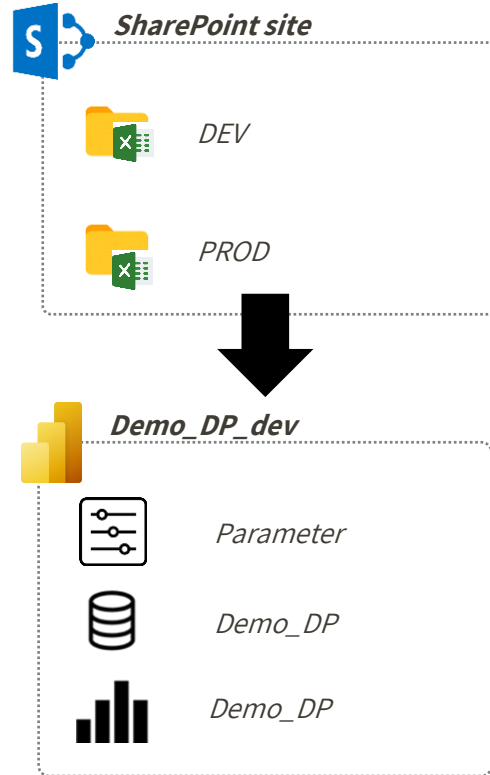 S
SharePoint site
DEV
X
PROD
X
Demo_DP_dev
Parameter
Demo_DP
Demo_DP